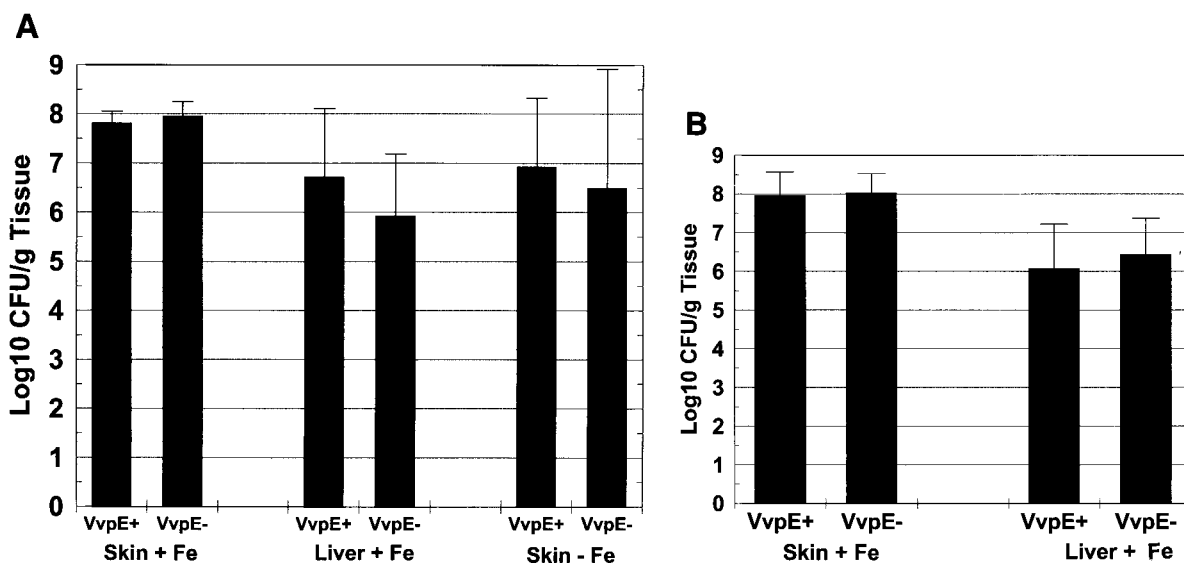 A
Log10 CFU/g Tissue
9
8
7
6
5
4
3
2
1
0
VvpE+ VvpE- VvpE+ VvpE- VvpE+ VvpE-
Skin + Fe Liver + Fe Skin - Fe
B
Log10 CFU/g Tissue
9
8
7
6
5
4
3
2
1
0
VvpE+ VvpE- VvpE+ VvpE-
Skin + Fe Liver + Fe